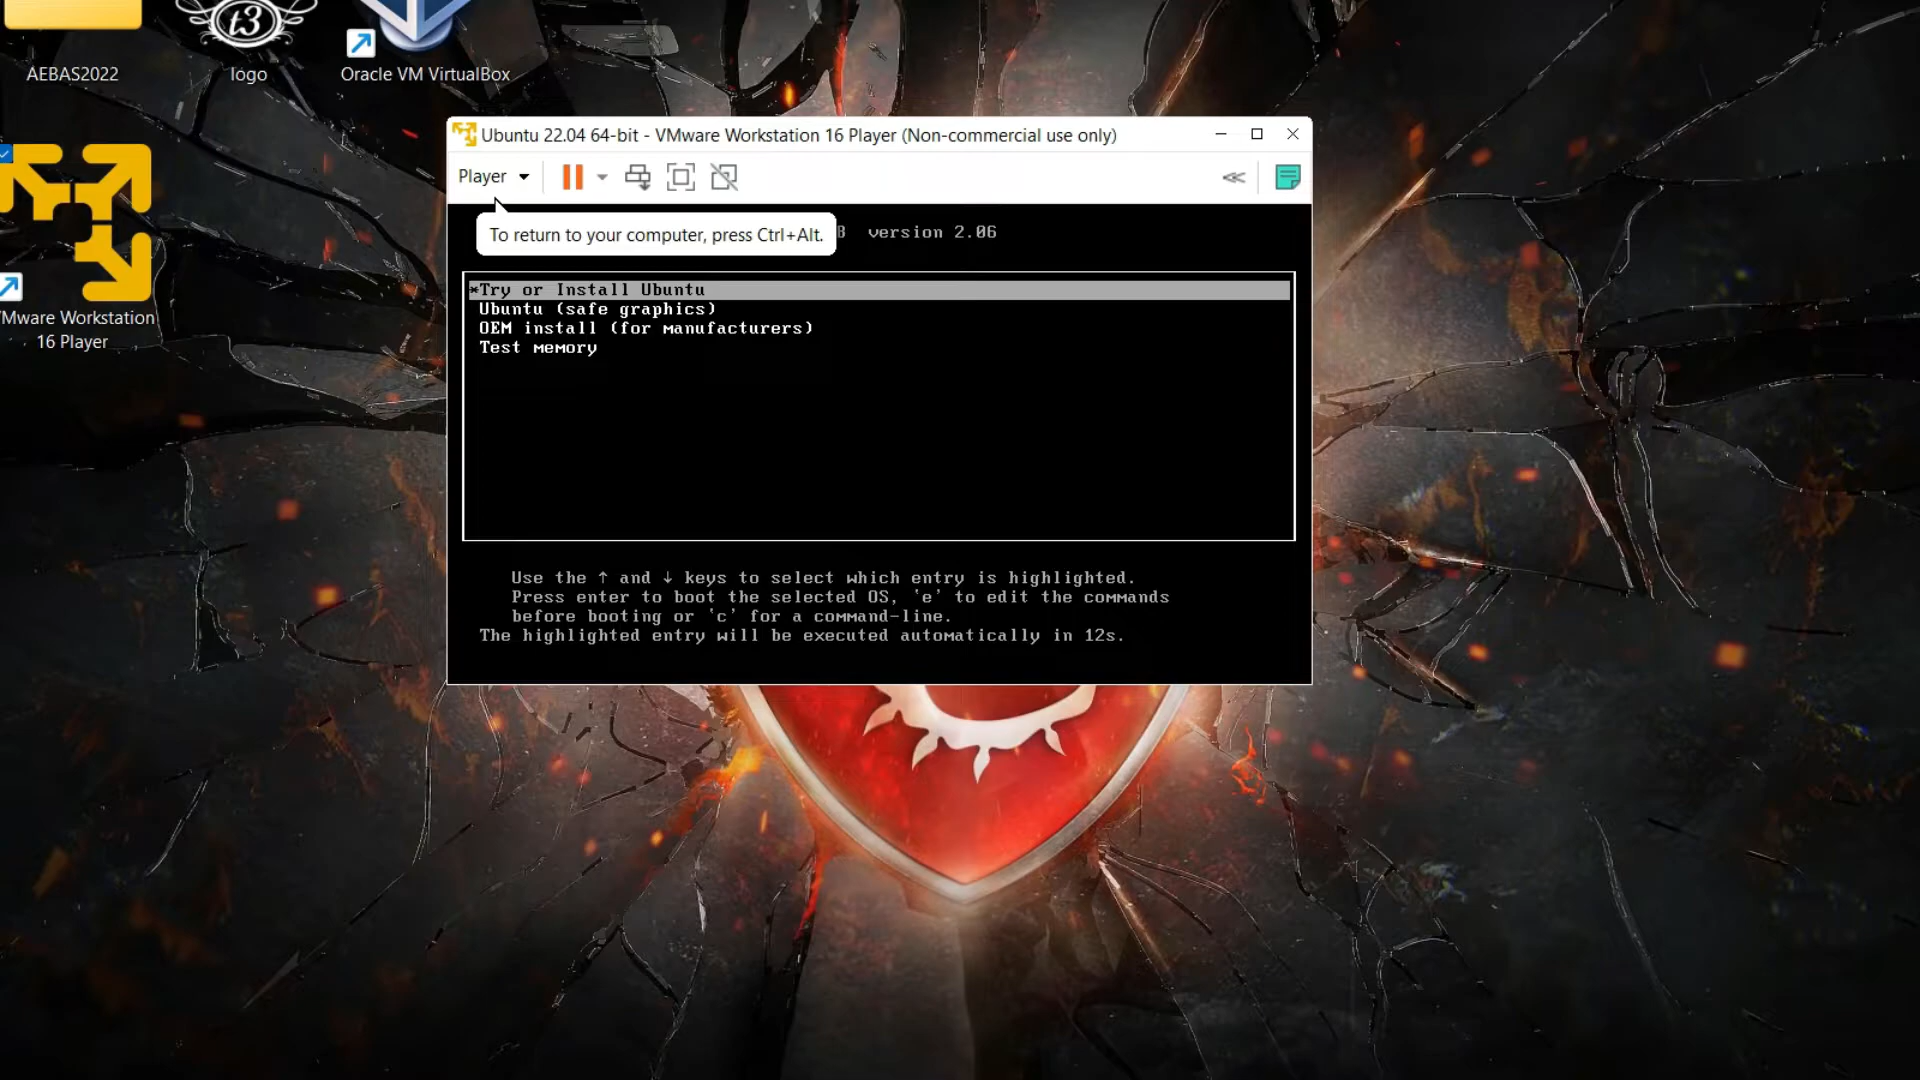 AEBAS2022
logo
Oracle VM VirtualBox
t3
Mware Workstation
16 Player
Ubuntu 22.04 64-bit - VMware Workstation 16 Player (Non-commercial use only)
Player
To return to your computer, press Ctrl+Alt.
B version 2.06
*Try or Install Ubuntu
Ubuntu (safe graphics)
OEM install (for manufacturers)
Test memory
Use the ↑ and ↓ keys to select which entry is highlighted.
Press enter to boot the selected OS, `e' to edit the commands
before booting or `c' for a command-line.
The highlighted entry will be executed automatically in 12s.